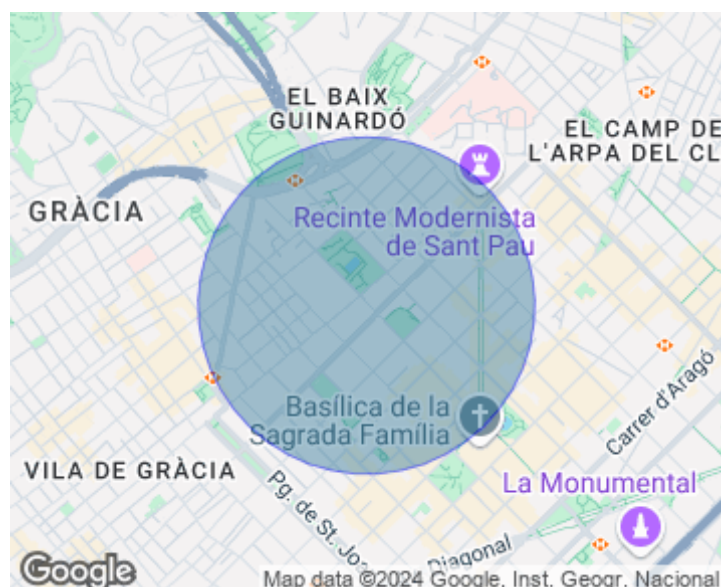 EL BAIX
GUINARDÓ
EL CAMP DE
L'ARPA DEL CL
GRÀCIA
Recinte Modernista
de Sant Pau
Basílica de la
Sagrada Família
Carrer d'Aragó
VILA DE GRÀCIA
La Monumental
Pg. de St. Joa
Diagonal
Google
Map data ©2024 Google, Inst. Geogr. Nacional